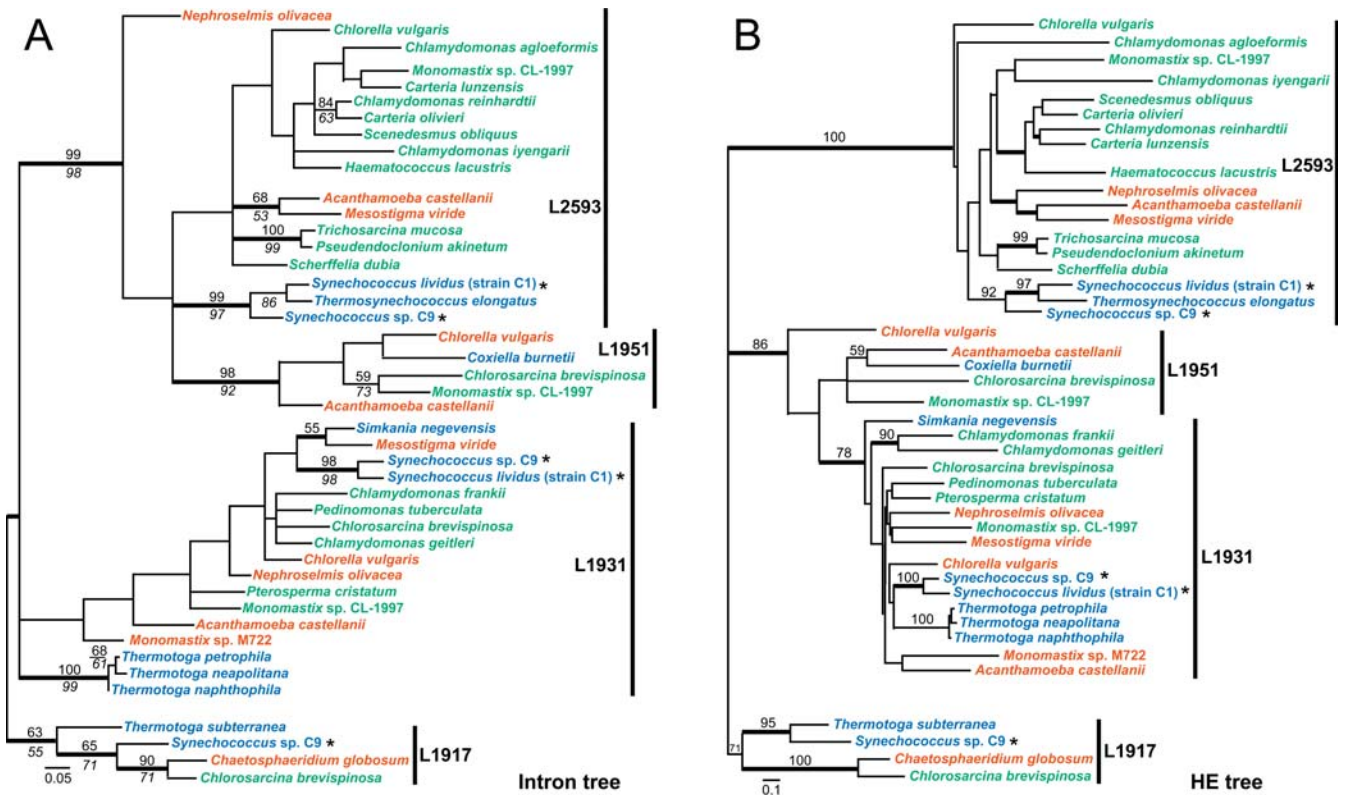 A
Nephroselmis olivacea
Chlorella vulgaris
Chlamydomonas agloeformis
Monomastix sp. CL-1997
Carteria lunzensis
84
Chlamydomonas reinhardtii
63
Carteria olivieri
Scenedesmus obliquus
99
Chlamydomonas iyengarii
98
Haematococcus lacustris
68
Acanthamoeba castellanii
L2593
53
Mesostigma viride
100
Trichosarcina mucosa
99
Pseudendoclonium akinetum
Scherffelia dubia
Synechococcus lividus (strain C1) *
99
86
Thermosynechococcus elongatus
97
Synechococcus sp. C9 *
Chlorella vulgaris
L1951
Coxiella burnetii
98
59
Chlorosarcina brevispinosa
92
73
Monomastix sp. CL-1997
Acanthamoeba castellanii
55
Simkania negevensis
Mesostigma viride
98
Synechococcus sp. C9 *
98
Synechococcus lividus (strain C1) *
Chlamydomonas frankii
Pedinomonas tuberculata
Chlorosarcina brevispinosa
Chlamydomonas geitleri
L1931
Chlorella vulgaris
Nephroselmis olivacea
Pterosperma cristatum
Monomastix sp. CL-1997
Acanthamoeba castellanii
Monomastix sp. M722
68
61
Thermotoga petrophila
100
Thermotoga neapolitana
99
Thermotoga naphthophila
63
Thermotoga subterranea
55
65
Synechococcus sp. C9 *
71
90
Chaetosphaeridium globosum
L1917
71
Chlorosarcina brevispinosa
0.05
Intron tree
B
Chlorella vulgaris
Chlamydomonas agloeformis
Monomastix sp. CL-1997
Chlamydomonas iyengarii
Scenedesmus obliquus
Carteria olivieri
Chlamydomonas reinhardtii
100
Carteria lunzensis
L2593
Haematococcus lacustris
Nephroselmis olivacea
Acanthamoeba castellanii
Mesostigma viride
99
Trichosarcina mucosa
Pseudendoclonium akinetum
Scherffelia dubia
97
Synechococcus lividus (strain C1) *
92
Thermosynechococcus elongatus
Synechococcus sp. C9 *
Chlorella vulgaris
86
59
Acanthamoeba castellanii
Coxiella burnetii
L1951
Chlorosarcina brevispinosa
Monomastix sp. CL-1997
Simkania negevensis
90
Chlamydomonas frankii
78
Chlamydomonas geitleri
Chlorosarcina brevispinosa
Pedinomonas tuberculata
Pterosperma cristatum
Nephroselmis olivacea
Monomastix sp. CL-1997
Mesostigma viride
L1931
Chlorella vulgaris
100
Synechococcus sp. C9 *
Synechococcus lividus (strain C1) *
Thermotoga petrophila
100
Thermotoga neapolitana
Thermotoga naphthophila
Monomastix sp. M722
Acanthamoeba castellanii
95
Thermotoga subterranea
71
Synechococcus sp. C9 *
L1917
100
Chaetosphaeridium globosum
Chlorosarcina brevispinosa
0.1
HE tree